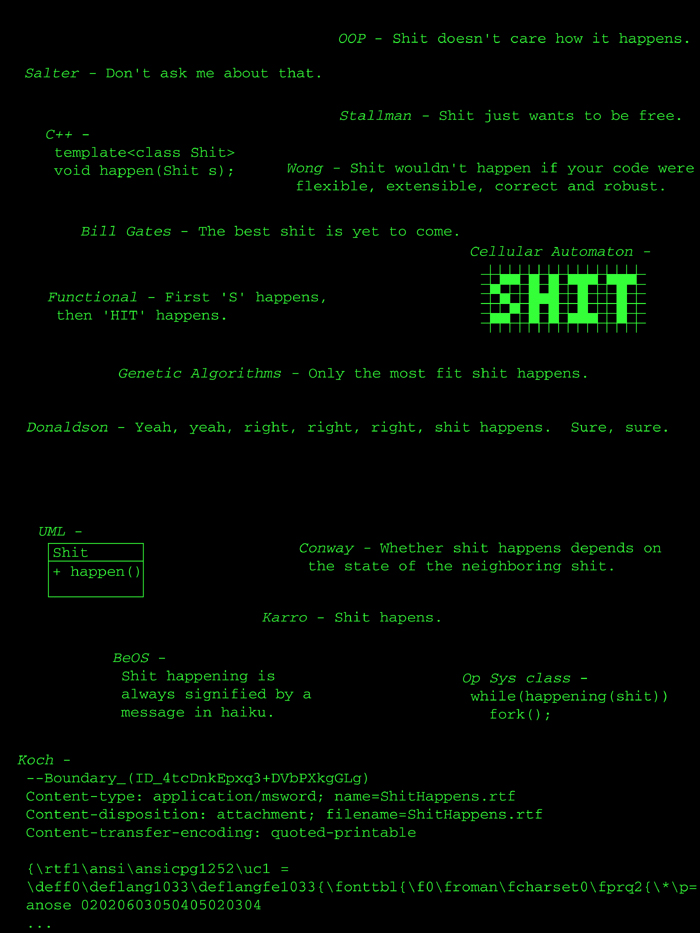 OOP - Shit doesn't care how it happens.
Salter - Don't ask me about that.
Stallman - Shit just wants to be free.
C++ -
template<class Shit>
void happen(Shit s);
Wong - Shit wouldn't happen if your code were
flexible, extensible, correct and robust.
Bill Gates - The best shit is yet to come.
Cellular Automaton -
SHIT
Functional - First 'S' happens,
then 'HIT' happens.
Genetic Algorithms - Only the most fit shit happens.
Donaldson - Yeah, yeah, right, right, right, shit happens.  Sure, sure.
UML -
Shit
+ happen()
Conway - Whether shit happens depends on
the state of the neighboring shit.
Karro - Shit hapens.
BeOS -
Shit happening is
always signified by a
message in haiku.
Op Sys class -
while(happening(shit))
fork();
Koch -
--Boundary_(ID_4tcDnkEpxq3+DVbPXkgGLg)
Content-type: application/msword; name=ShitHappens.rtf
Content-disposition: attachment; filename=ShitHappens.rtf
Content-transfer-encoding: quoted-printable
{\rtf1\ansi\ansicpg1252\uc1 =
\deff0\deflang1033\deflangfe1033{\fonttbl{\f0\froman\fcharset0\fprq2{\*\p=
anose 02020603050405020304
...